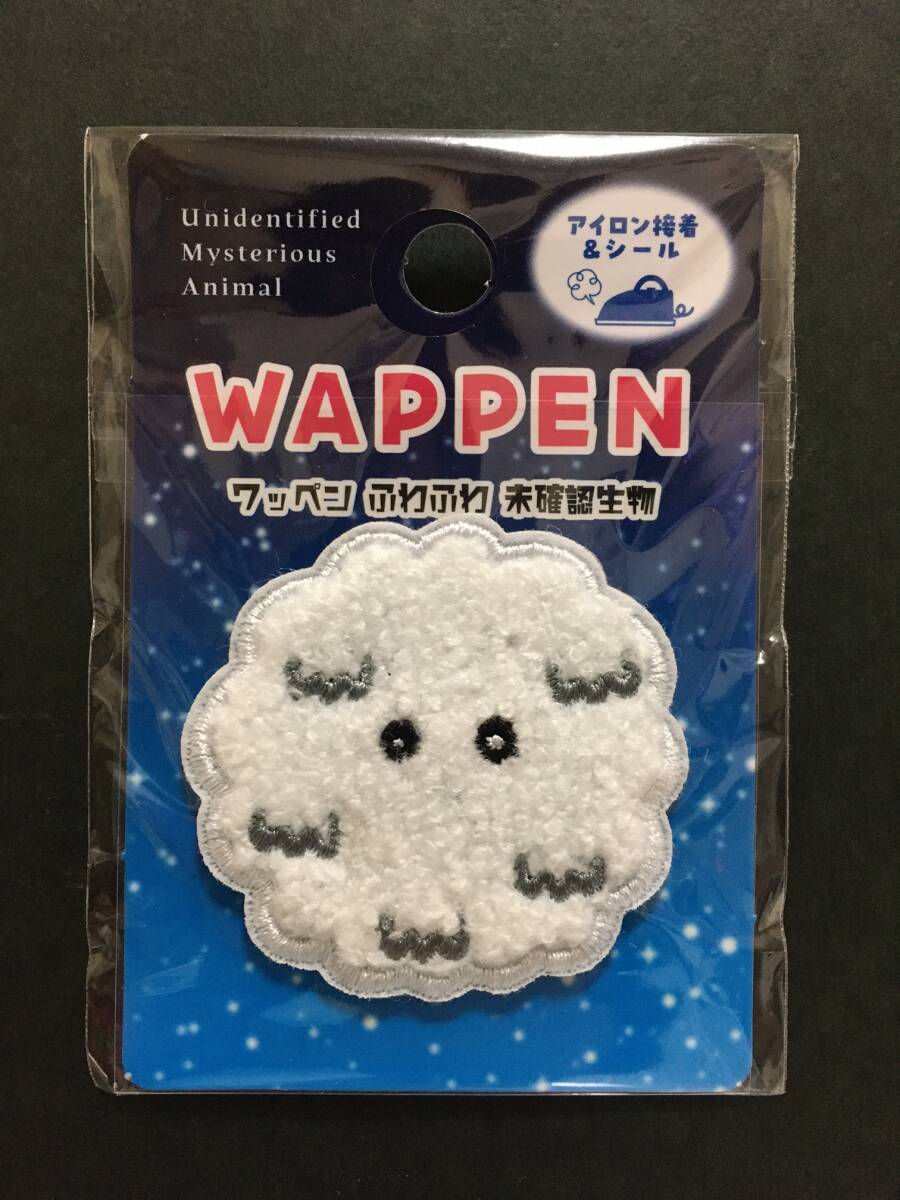 Unidentified
Mysterious
Animal
アイロン接着
&シール
WAPPEN
ワッペン ふわふわ 未確認生物